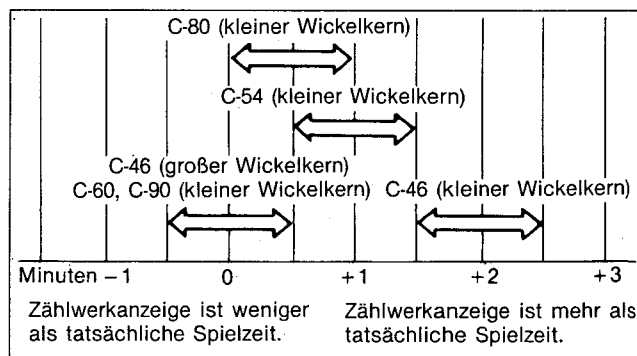 C-80 (kleiner Wickelkern)
C-54 (kleiner Wickelkern)
C-46 (großer Wickelkern)
C-60, C-90 (kleiner Wickelkern) C-46 (kleiner Wickelkern)
Minuten –1 0 +1 +2 +3
Zählwerkanzeige ist weniger
als tatsächliche Spielzeit.
Zählwerkanzeige ist mehr als
tatsächliche Spielzeit.